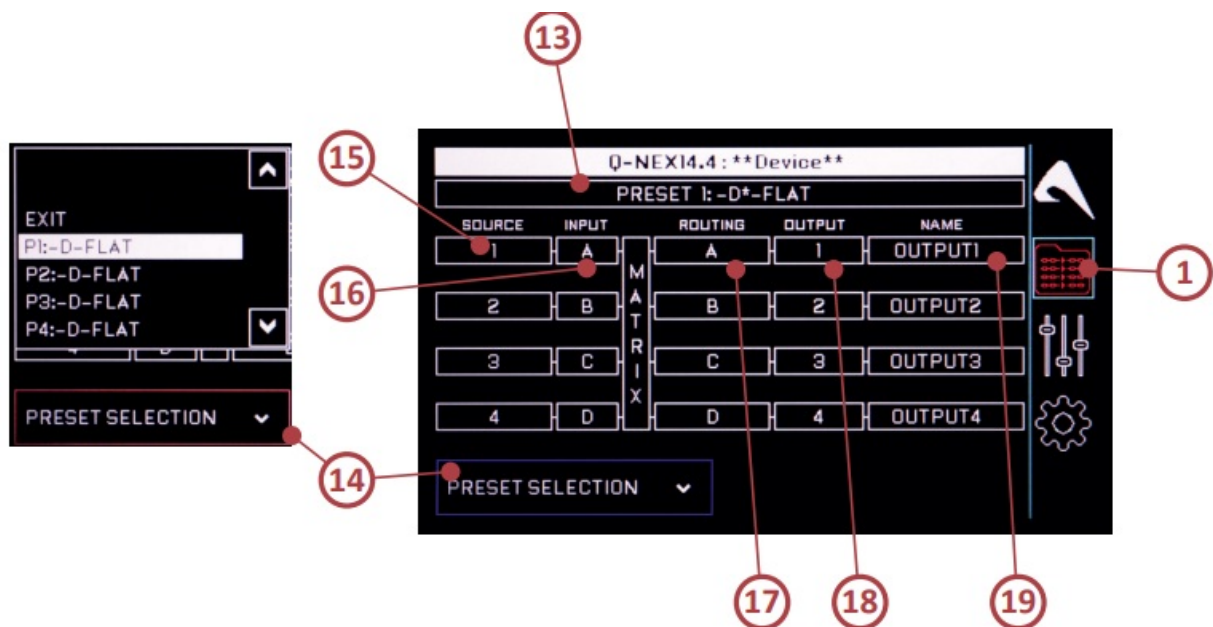 13
EXIT
P1:-D-FLAT
P2:-D-FLAT
P3:-D-FLAT
P4:-D-FLAT
PRESET SELECTION
14
15
16
Q-NEX14.4 : **Device**
PRESET 1: -D*-FLAT
SOURCE INPUT ROUTING OUTPUT NAME
1 A A 1 OUTPUT1
2 B B 2 OUTPUT2
3 C C 3 OUTPUT3
4 D D 4 OUTPUT4
MATRIX
PRESET SELECTION
1
17
18
19